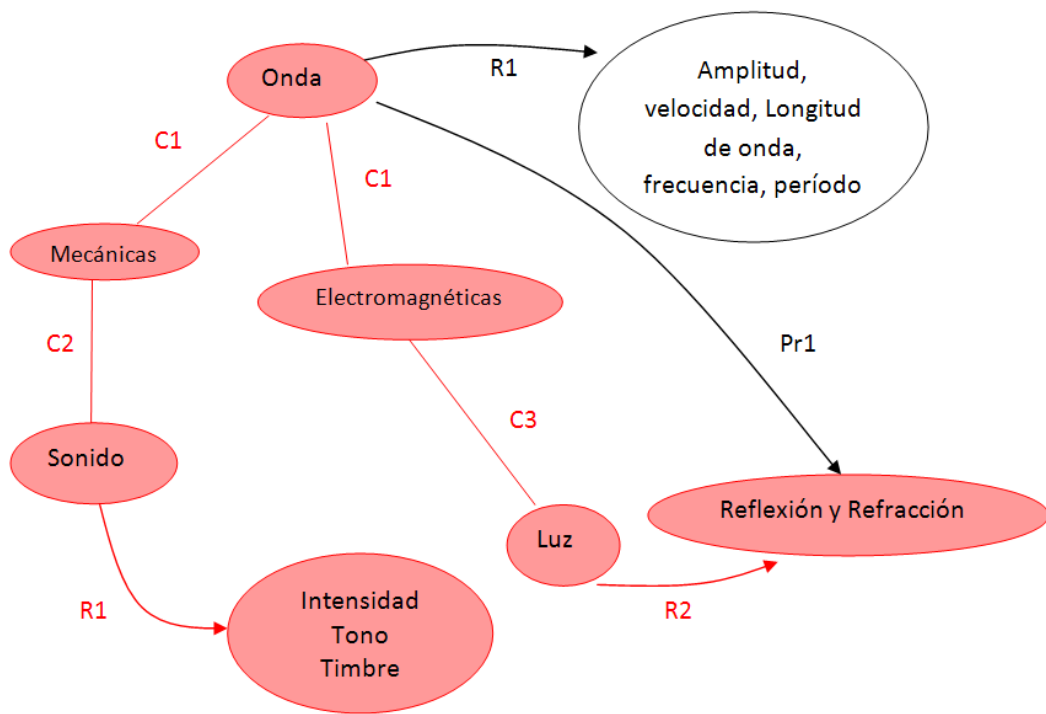 Onda
R1
Amplitud,
velocidad, Longitud
de onda,
frecuencia, período
C1
C1
Mecánicas
Electromagnéticas
C2
Pr1
C3
Sonido
Luz
Reflexión y Refracción
R1
Intensidad
Tono
Timbre
R2